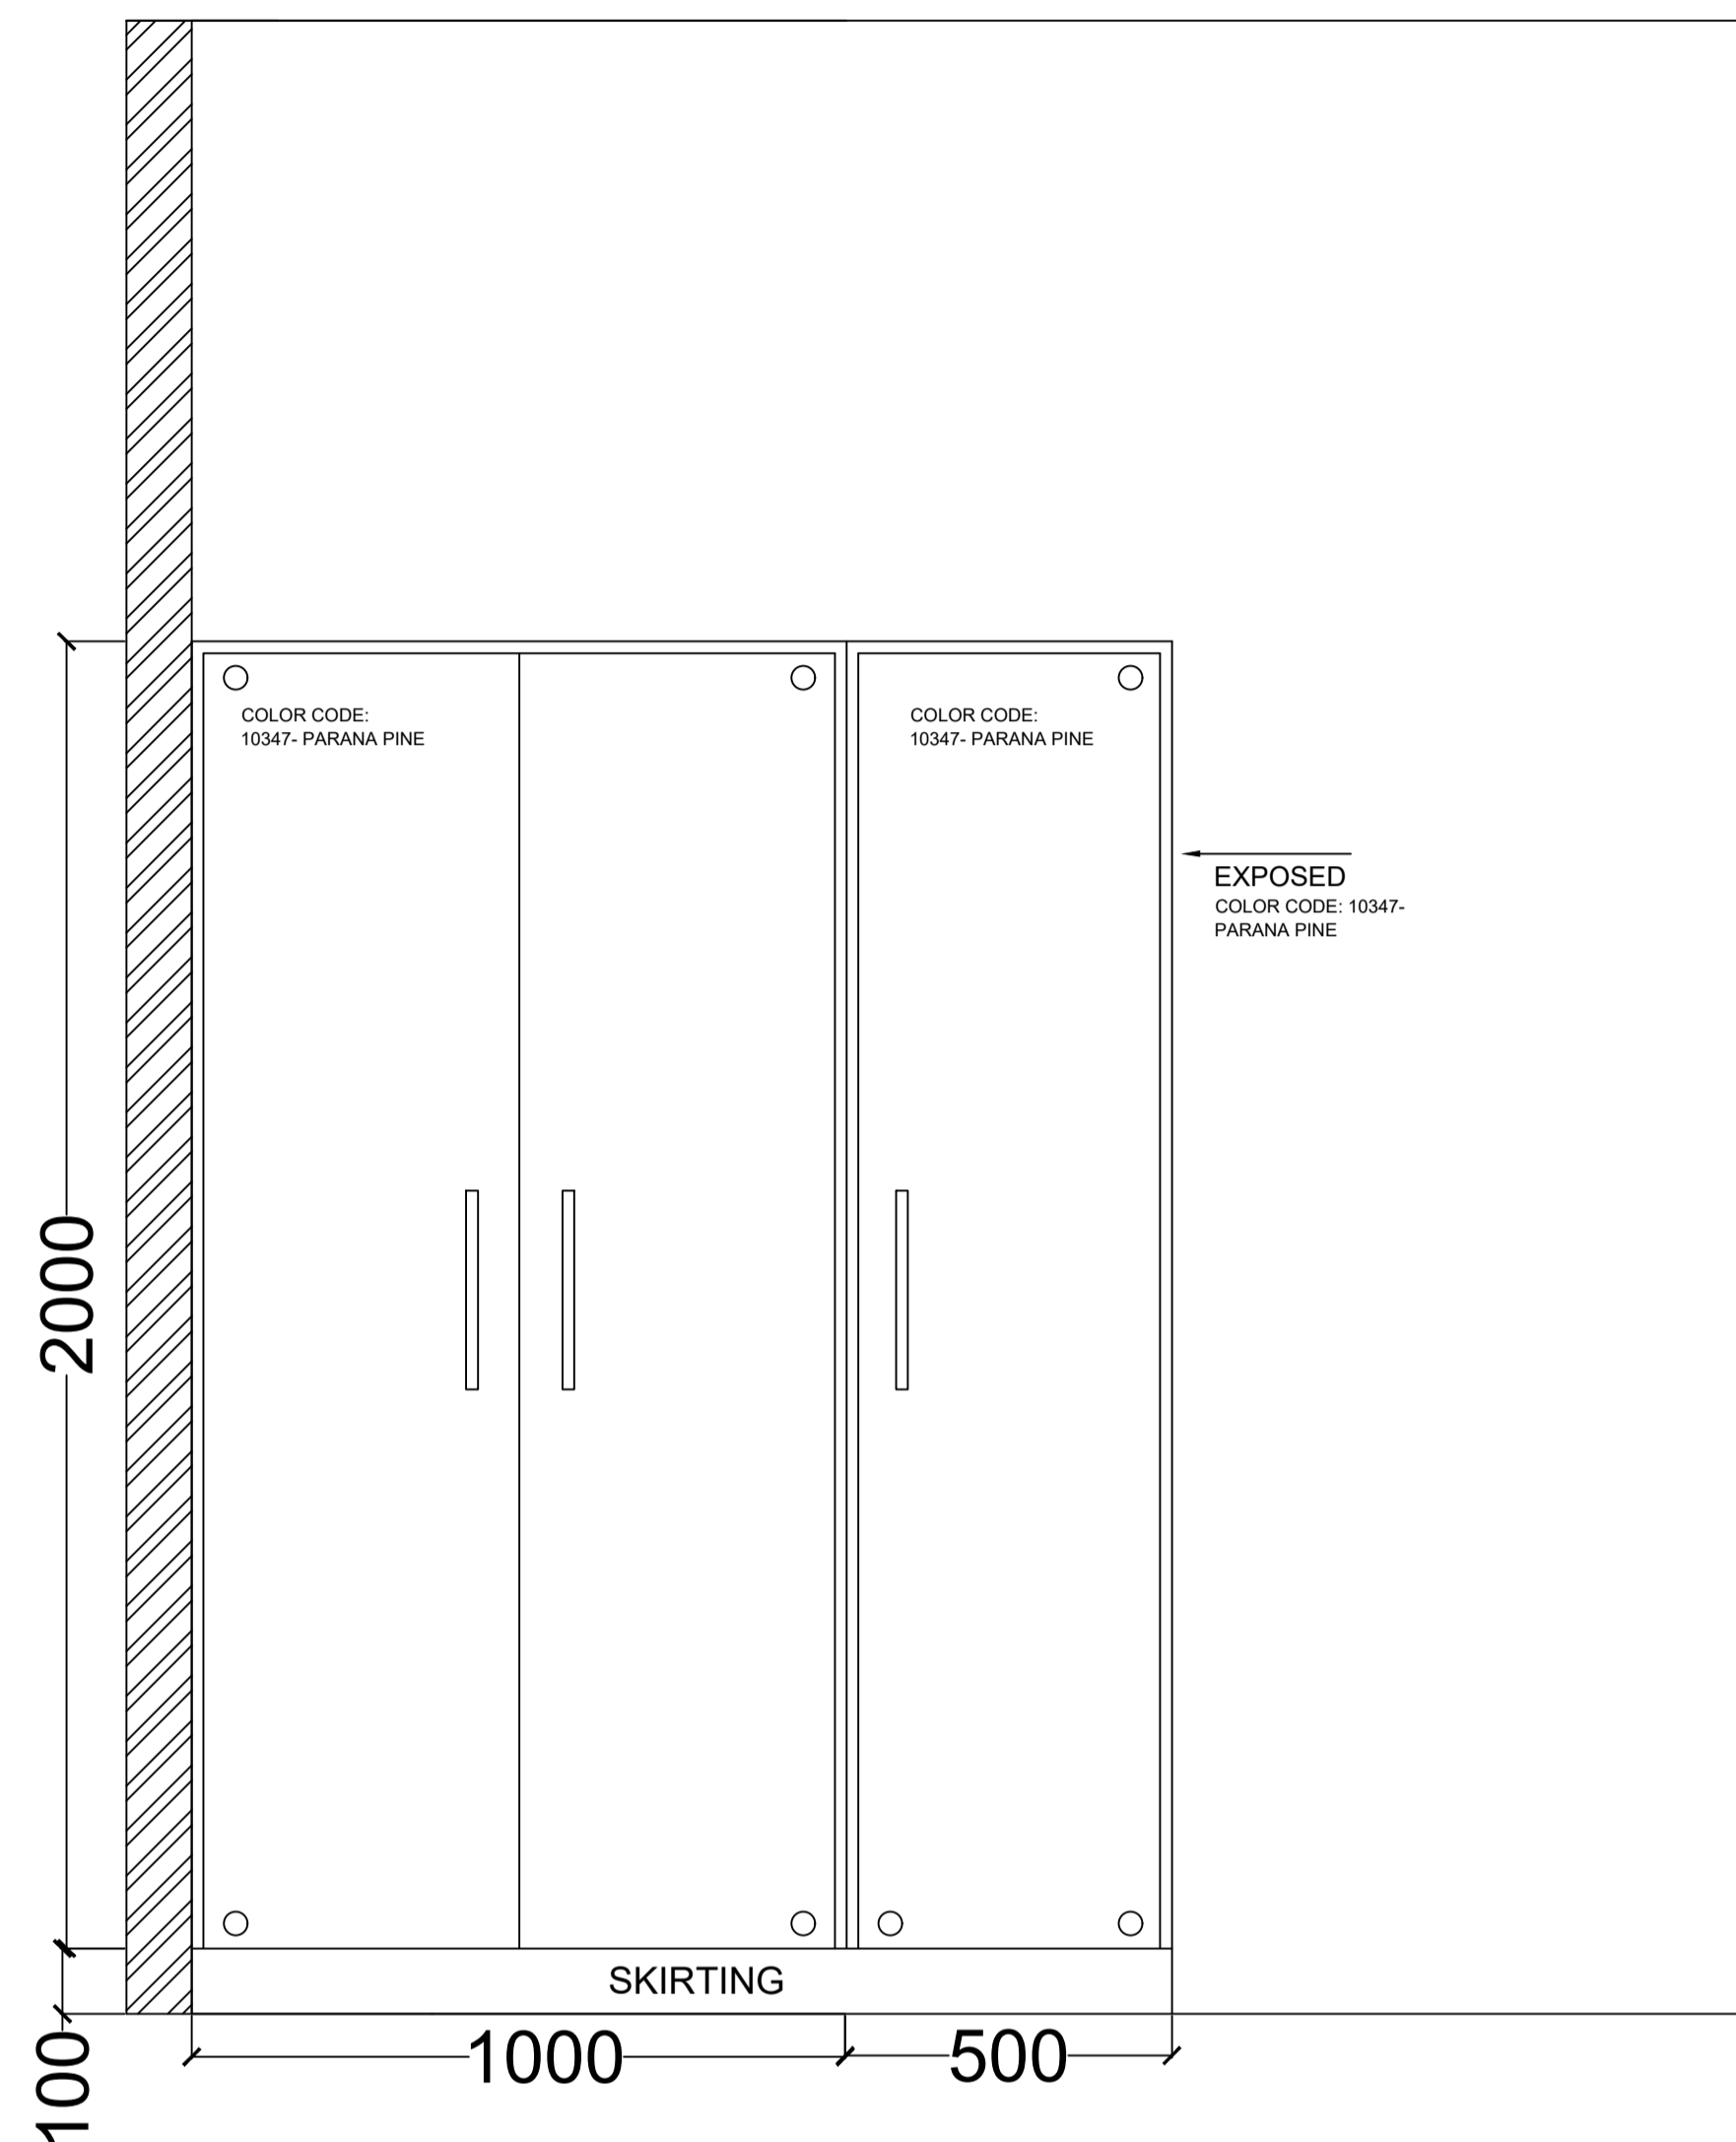 COLOR CODE:
10347- PARANA PINE
COLOR CODE:
10347- PARANA PINE
EXPOSED
COLOR CODE: 10347-
PARANA PINE
2000
SKIRTING
1000
500
100